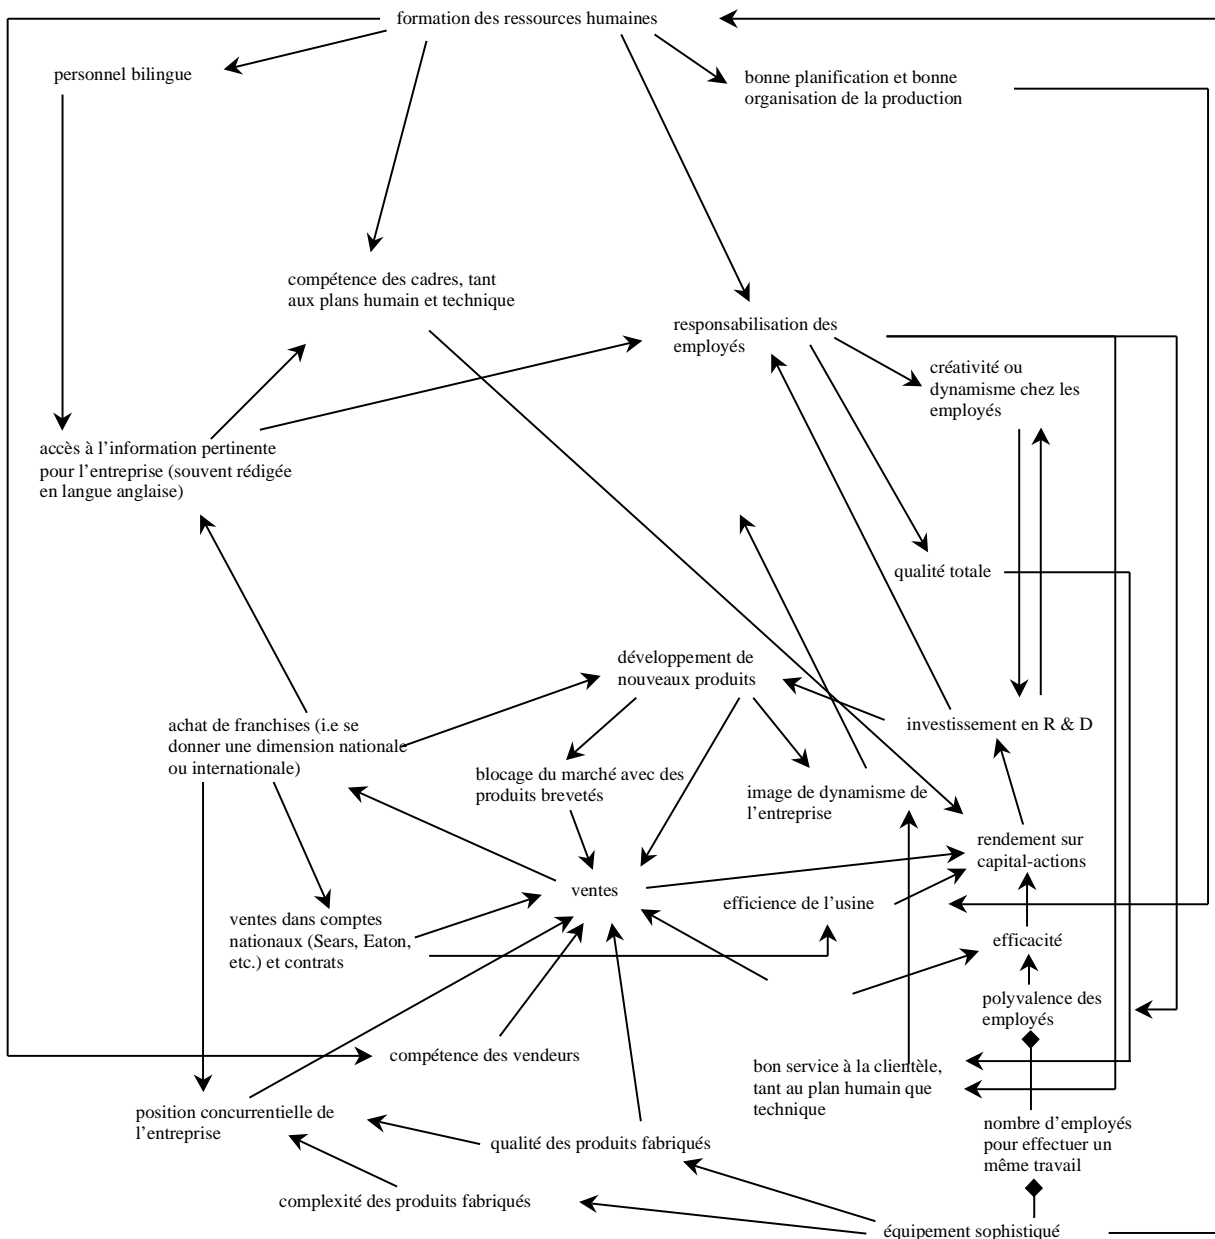 formation des ressources humaines
personnel bilingue
bonne planification et bonne
organisation de la production
compétence des cadres, tant
aux plans humain et technique
responsabilisation des
employés
créativité ou
dynamisme chez les
employés
accès à l’information pertinente
pour l’entreprise (souvent rédigée
en langue anglaise)
qualité totale
développement de
nouveaux produits
achat de franchises (i.e se
donner une dimension nationale
ou internationale)
investissement en R & D
blocage du marché avec des
produits brevetés
image de dynamisme de
l’entreprise
rendement sur
capital-actions
ventes
efficience de l’usine
ventes dans comptes
nationaux (Sears, Eaton,
etc.) et contrats
efficacité
polyvalence des
employés
compétence des vendeurs
bon service à la clientèle,
tant au plan humain que
technique
position concurrentielle de
l’entreprise
qualité des produits fabriqués
nombre d’employés
pour effectuer un
même travail
complexité des produits fabriqués
équipement sophistiqué